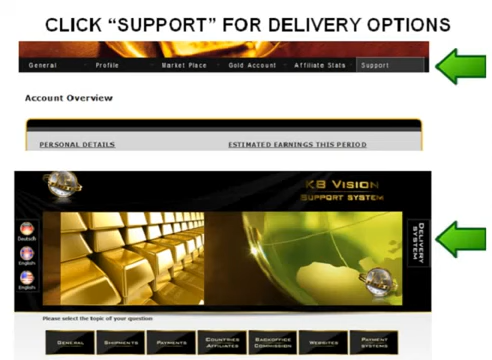 CLICK “SUPPORT” FOR DELIVERY OPTIONS
General Profile Market Place Gold Account Affiliate Stats Support
Account Overview
PERSONAL DETAILS ESTIMATED EARNINGS THIS PERIOD
KB Vision
Support system
Deutsch
English
English
Delivery system
Please select the topic of your question
General Shipments Payments Countries Affiliates Backoffice Commission Websites Payment Systems